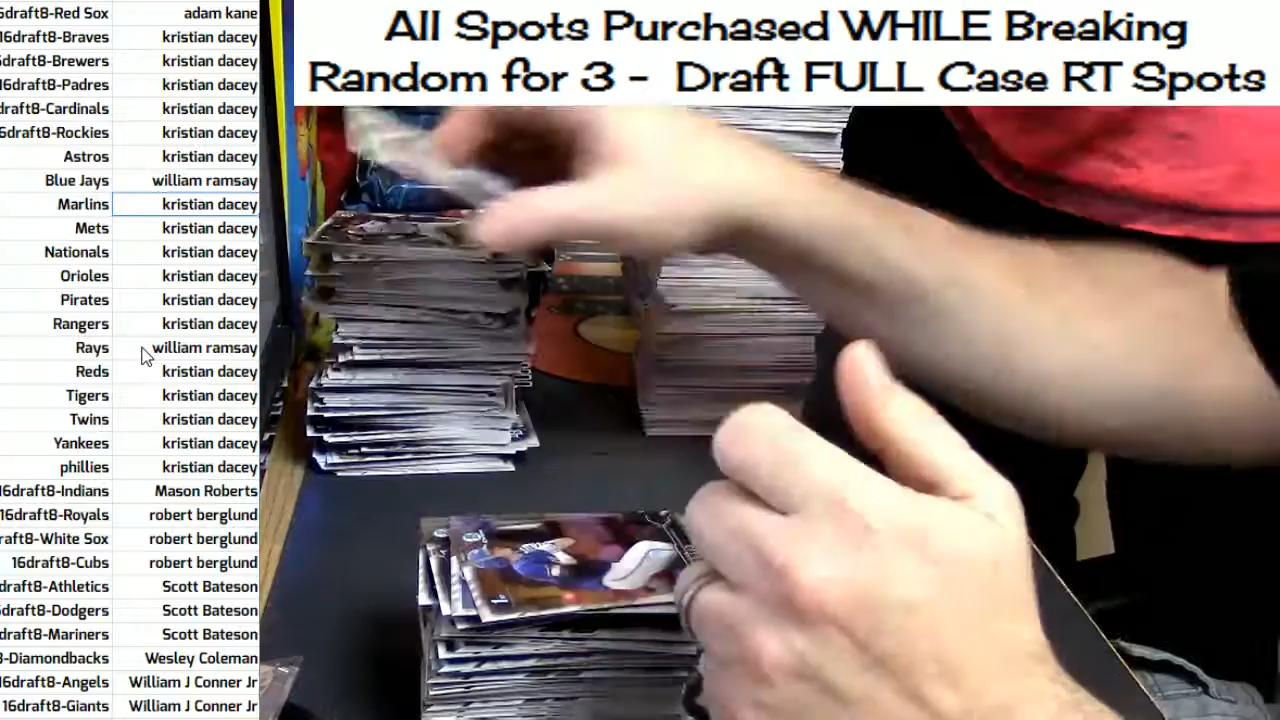 All Spots Purchased WHILE Breaking
Random for 3 - Draft FULL Case RT Spots
6draft8-Red Sox adam kane
16draft8-Braves kristian dacey
6draft8-Brewers kristian dacey
16draft8-Padres kristian dacey
draft8-Cardinals kristian dacey
6draft8-Rockies kristian dacey
Astros kristian dacey
Blue Jays william ramsay
Marlins kristian dacey
Mets kristian dacey
Nationals kristian dacey
Orioles kristian dacey
Pirates kristian dacey
Rangers kristian dacey
Rays william ramsay
Reds kristian dacey
Tigers kristian dacey
Twins kristian dacey
Yankees kristian dacey
phillies kristian dacey
16draft8-Indians Mason Roberts
16draft8-Royals robert berglund
raft8-White Sox robert berglund
16draft8-Cubs robert berglund
draft8-Athletics Scott Bateson
6draft8-Dodgers Scott Bateson
draft8-Mariners Scott Bateson
8-Diamondbacks Wesley Coleman
16draft8-Angels William J Conner Jr
16draft8-Giants William J Conner Jr